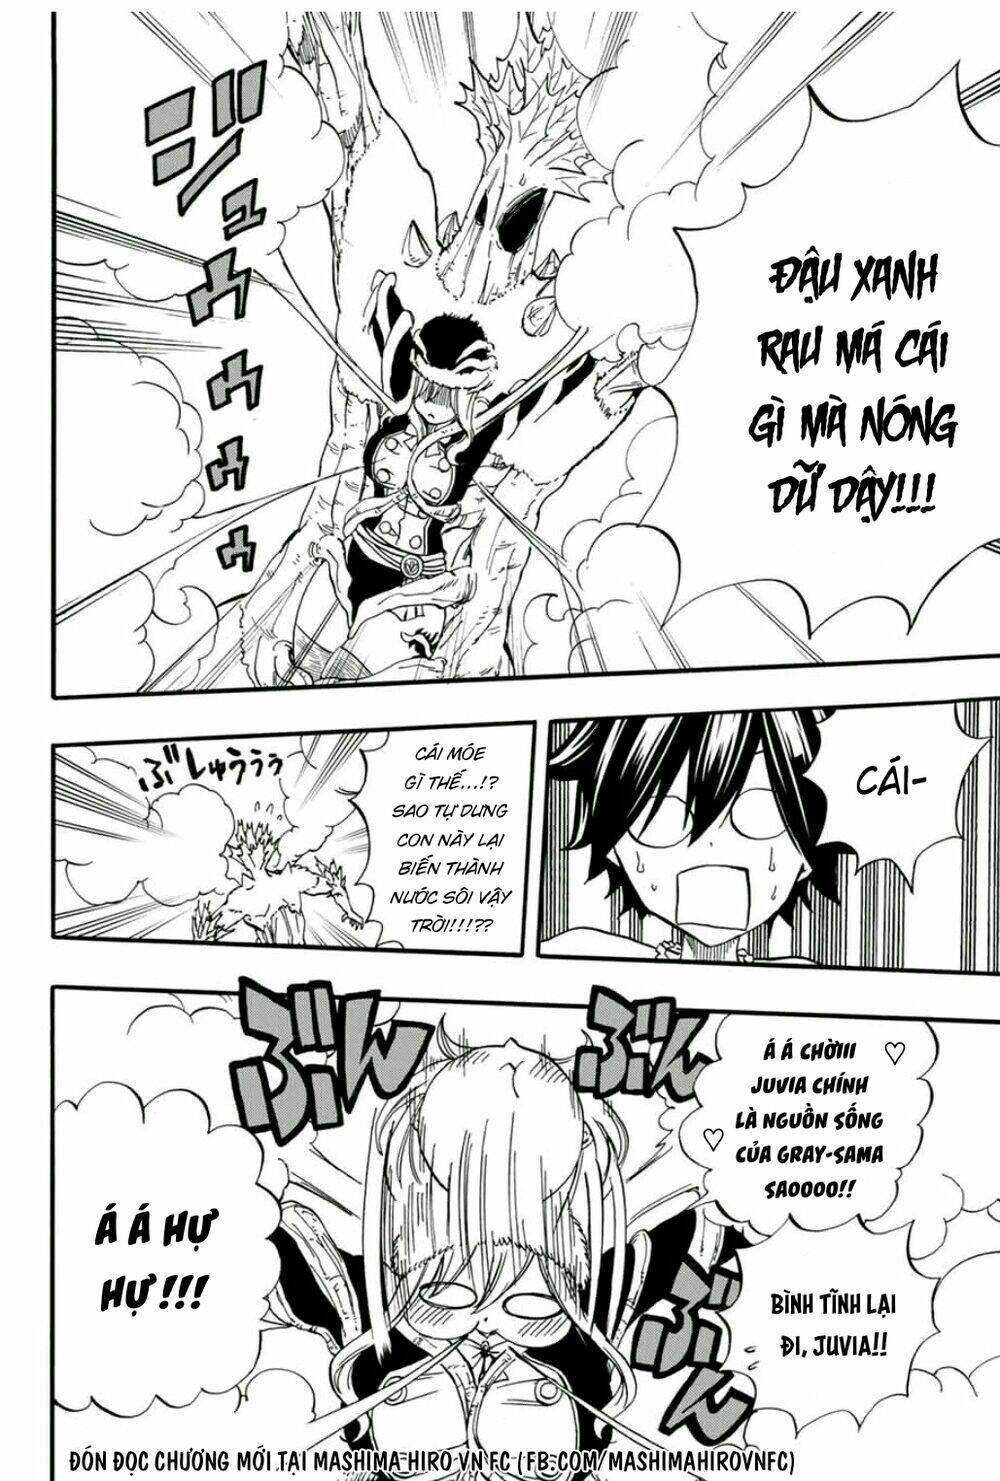 ジュウウウウ
ĐẬU XANH
RAU MÁ CÁI
GÌ MÀ NÓNG
DỮ DẬY!!!
CÁI-
ぶしゅううう
CÁI MÓE
GÌ THẾ...!?
SAO TỰ DƯNG
CON NÀY LẠI
BIẾN THÀNH
NƯỚC SÔI VẬY
TRỜI!!!??
ぶんぶん
Á Á CHỜIII ♡
JUVIA CHÍNH
LÀ NGUỒN SỐNG
♡ CỦA GRAY-SAMA
SAOOOO!!
Á Á HỰ
HỰ!!!
BÌNH TĨNH LẠI
ĐI, JUVIA!!
ぶんぶん
ĐÓN ĐỌC CHƯƠNG MỚI TẠI MASHIMA HIRO VN FC (FB.COM/MASHIMAHIROVNFC)